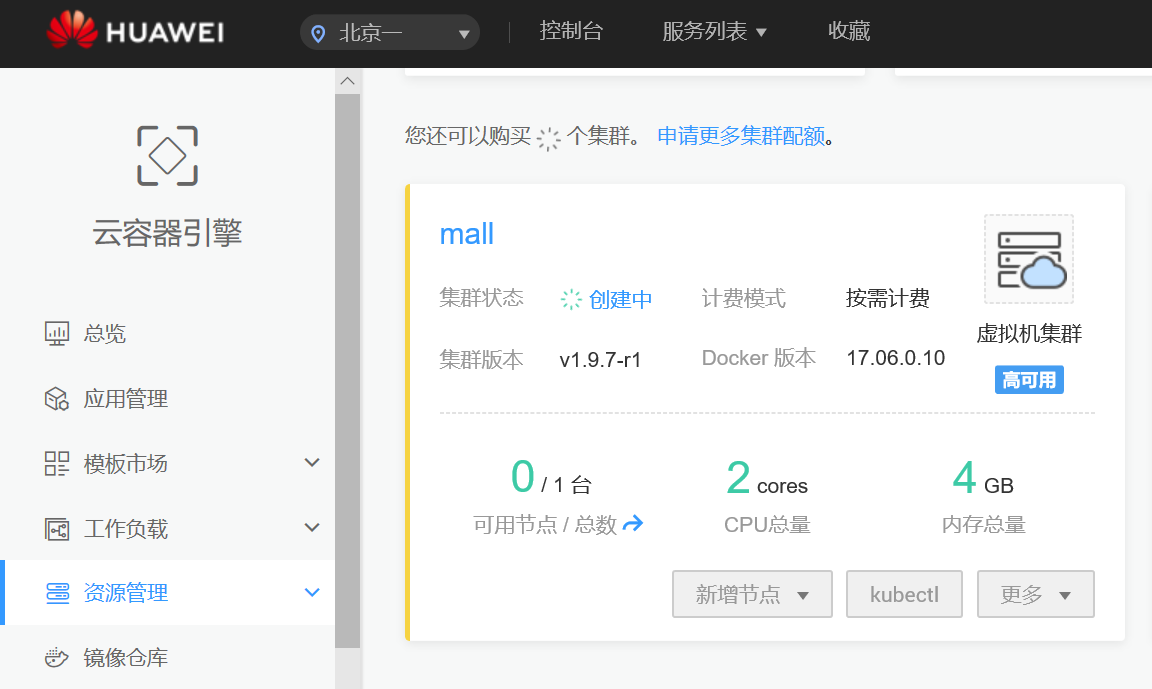 HUAWEI 北京一 控制台 服务列表 收藏
云容器引擎
总览
应用管理
模板市场
工作负载
资源管理
镜像仓库
您还可以购买 个集群。 申请更多集群配额。
mall
集群状态 创建中 计费模式 按需计费
集群版本 v1.9.7-r1 Docker 版本 17.06.0.10
虚拟机集群
高可用
0 / 1 台 2 cores 4 GB
可用节点 / 总数 CPU总量 内存总量
新增节点 kubectl 更多